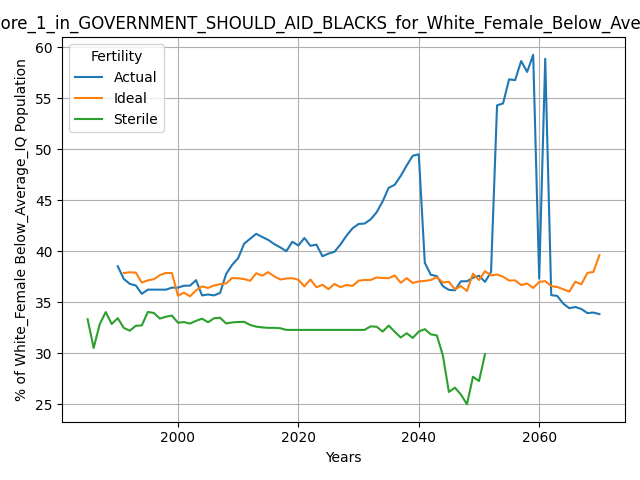 ore_1_in_GOVERNMENT_SHOULD_AID_BLACKS_for_White_Female_Below_Ave
Fertility
Actual
Ideal
Sterile
% of White_Female Below_Average_IQ Population
60
55
50
45
40
35
30
25
2000 2020 2040 2060
Years